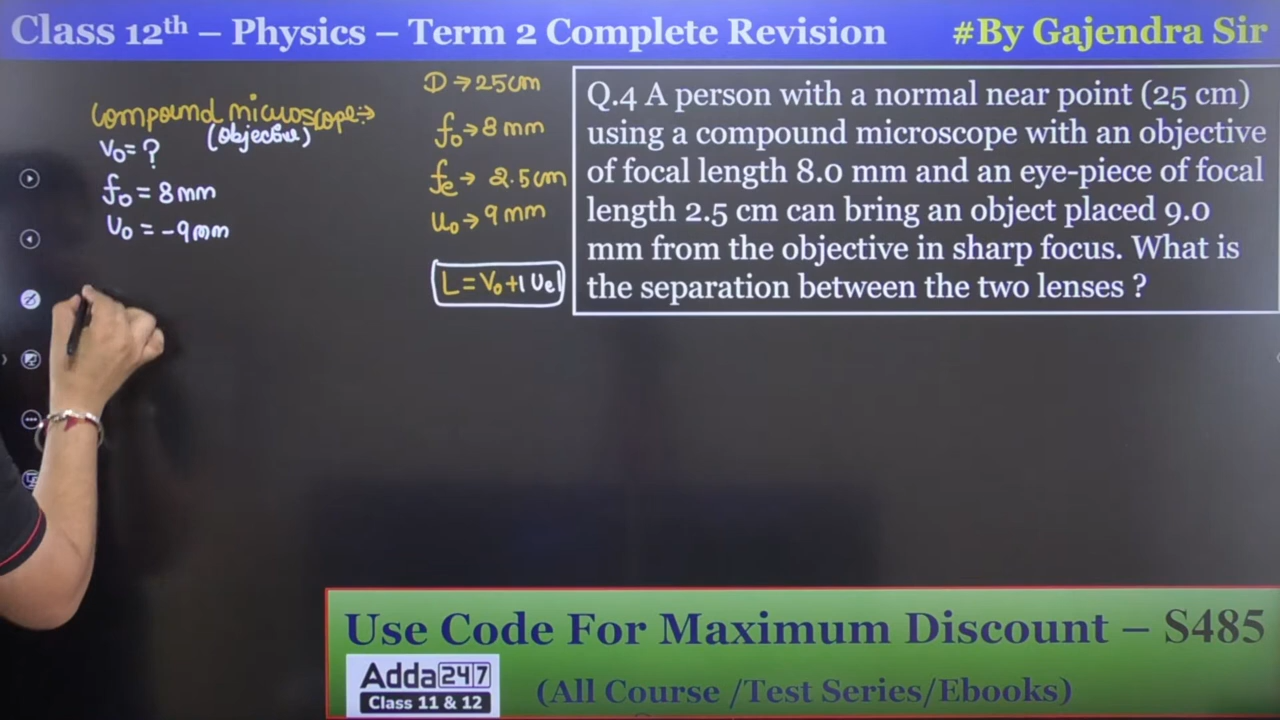 Class 12th – Physics – Term 2 Complete Revision #By Gajendra Sir
Compound microscope:→
(Objective)
v₀ = ?
f₀ = 8 mm
u₀ = -9 mm
D → 25 cm
f₀ → 8 mm
fₑ → 2.5 cm
u₀ → 9 mm
L = v₀ + |uₑ|
Q.4 A person with a normal near point (25 cm)
using a compound microscope with an objective
of focal length 8.0 mm and an eye-piece of focal
length 2.5 cm can bring an object placed 9.0
mm from the objective in sharp focus. What is
the separation between the two lenses ?
Use Code For Maximum Discount – S485
Adda247
Class 11 & 12
(All Course /Test Series/Ebooks)